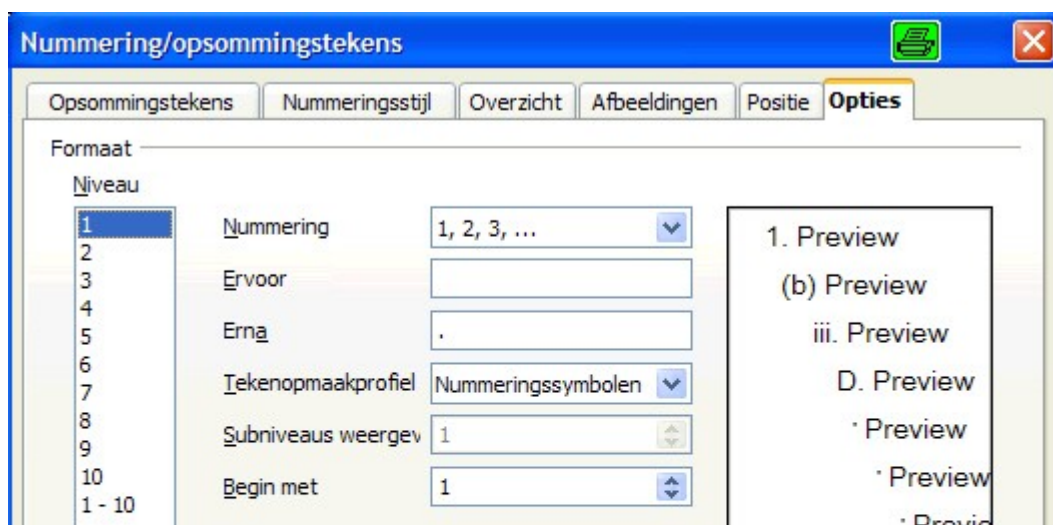 Nummering/opsommingstekens
Opsommingstekens Nummeringsstijl Overzicht Afbeeldingen Positie Opties
Formaat
Niveau
1
2
3
4
5
6
7
8
9
10
1 - 10
Nummering 1, 2, 3, ...
Ervoor
Erna .
Tekenopmaakprofiel Nummeringssymbolen
Subniveaus weergev 1
Begin met 1
1. Preview
(b) Preview
iii. Preview
D. Preview
· Preview
· Preview